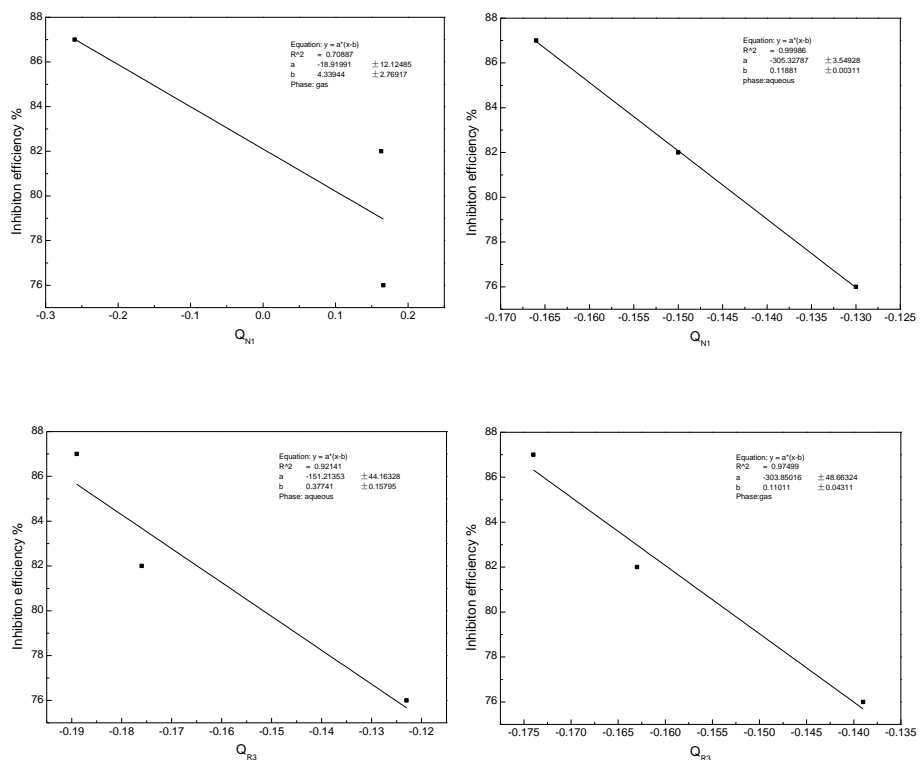 88
86
84
82
80
78
76
Inhibiton efficiency %
Equation: y = a*(x-b)
R^2 = 0.70887
a -18.91991 ±12.12485
b 4.33944 ±2.76917
Phase: gas
-0.3 -0.2 -0.1 0.0 0.1 0.2
Q_N1
88
86
84
82
80
78
76
Inhibiton efficiency %
Equation: y = a*(x-b)
R^2 = 0.99986
a -305.32787 ±3.54928
b 0.11881 ±0.00311
phase:aqueous
-0.170 -0.165 -0.160 -0.155 -0.150 -0.145 -0.140 -0.135 -0.130 -0.125
Q_N1
88
86
84
82
80
78
76
Inhibiton efficiency %
Equation: y = a*(x-b)
R^2 = 0.92141
a -151.21353 ±44.16328
b 0.37741 ±0.15795
Phase: aqueous
-0.19 -0.18 -0.17 -0.16 -0.15 -0.14 -0.13 -0.12
Q_R3
88
86
84
82
80
78
76
Inhibiton efficiency %
Equation: y = a*(x-b)
R^2 = 0.97499
a -303.85016 ±48.66324
b 0.11011 ±0.04311
Phase:gas
-0.175 -0.170 -0.165 -0.160 -0.155 -0.150 -0.145 -0.140 -0.135
Q_R3